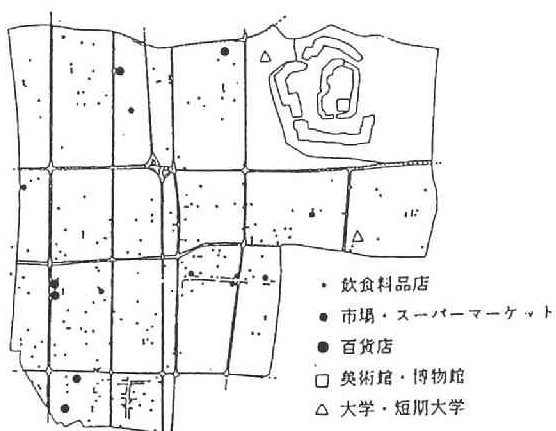 飲食料品店
市場・スーパーマーケット
百貨店
美術館・博物館
大学・短期大学